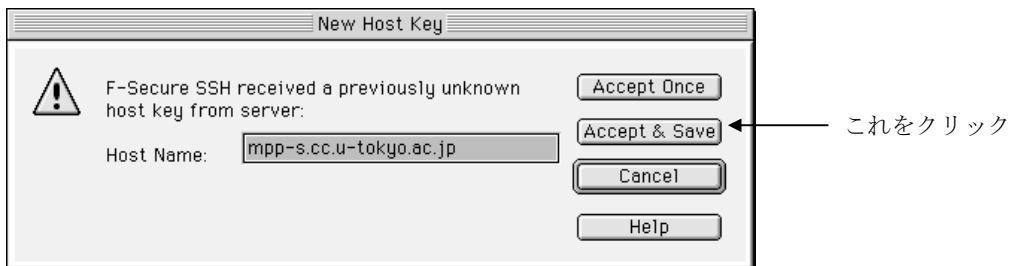 New Host Key
F-Secure SSH received a previously unknown
host key from server:
Host Name:
mpp-s.cc.u-tokyo.ac.jp
Accept Once
Accept & Save
Cancel
Help
これをクリック